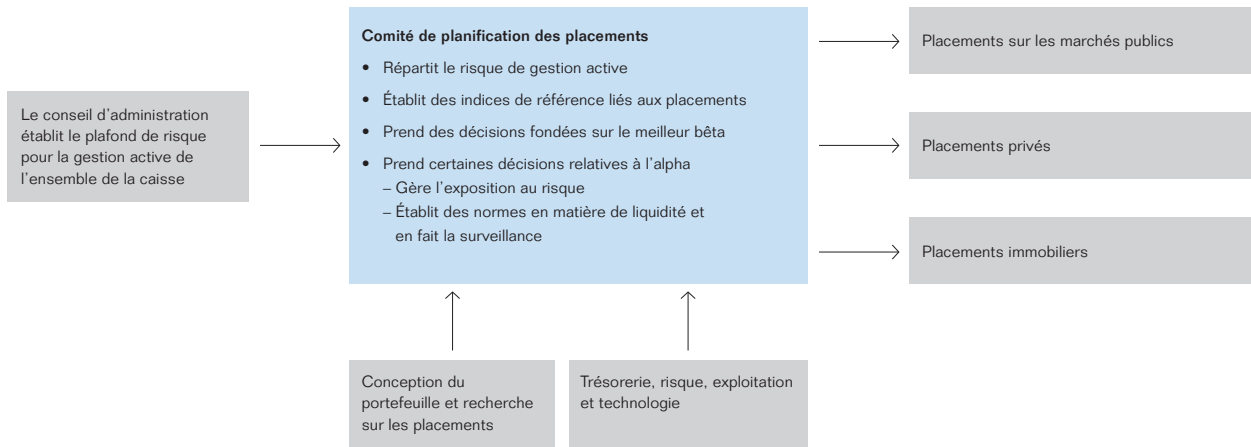 Le conseil d'administration
établit le plafond de risque
pour la gestion active de
l'ensemble de la caisse
Comité de planification des placements
• Répartit le risque de gestion active
• Établit des indices de référence liés aux placements
• Prend des décisions fondées sur le meilleur bêta
• Prend certaines décisions relatives à l'alpha
– Gère l'exposition au risque
– Établit des normes en matière de liquidité et
en fait la surveillance
Placements sur les marchés publics
Placements privés
Placements immobiliers
Conception du
portefeuille et recherche
sur les placements
Trésorerie, risque, exploitation
et technologie